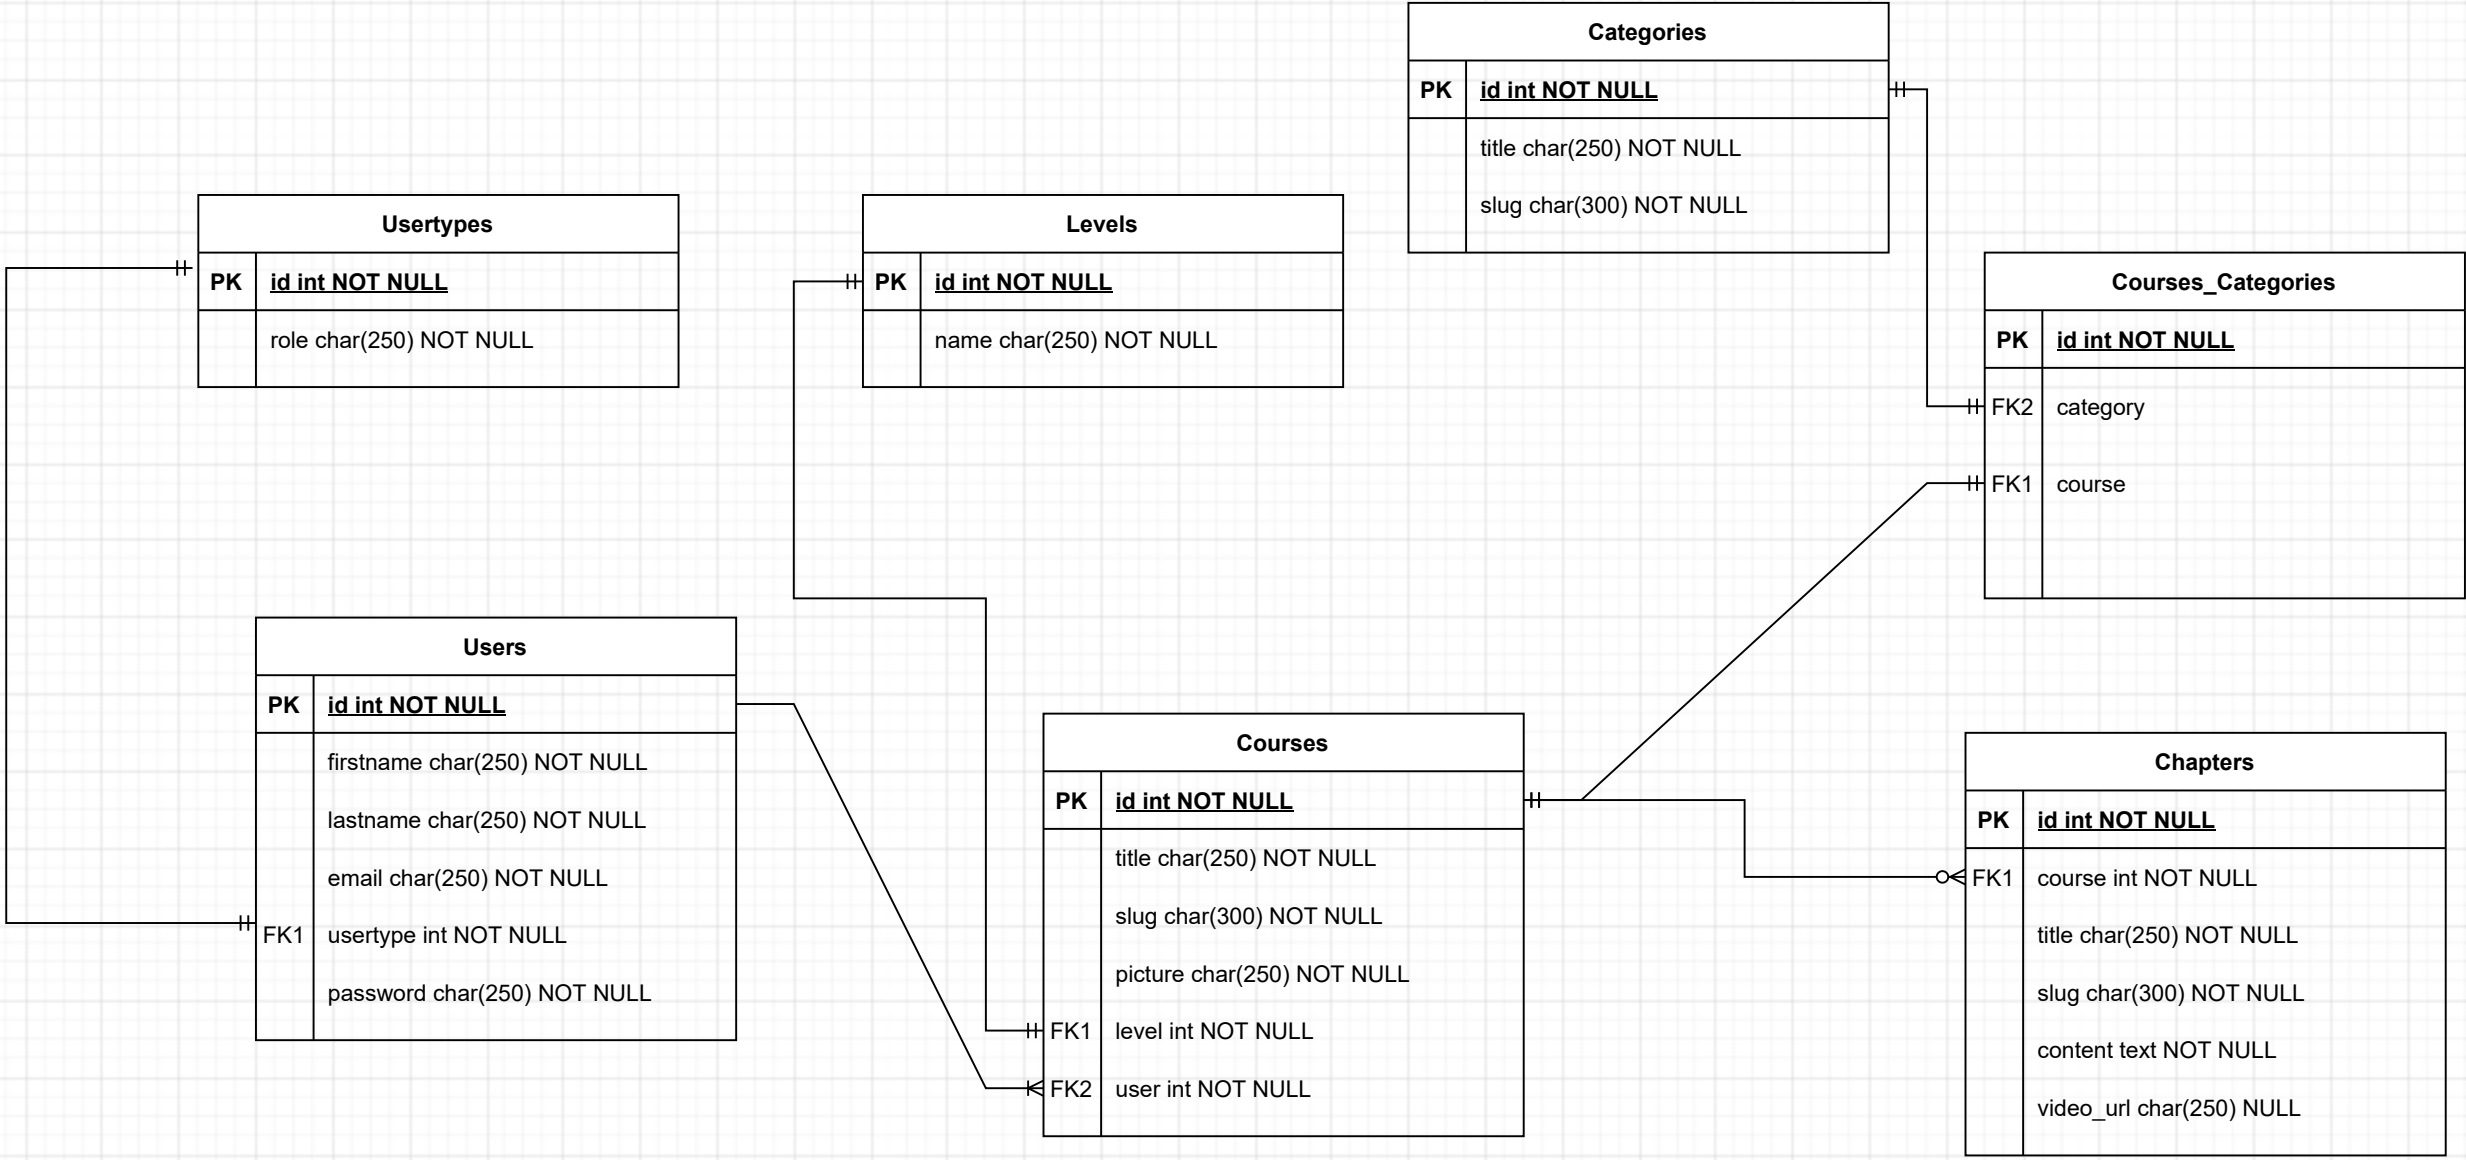 Categories
PK id int NOT NULL
title char(250) NOT NULL
slug char(300) NOT NULL
Usertypes
PK id int NOT NULL
role char(250) NOT NULL
Levels
PK id int NOT NULL
name char(250) NOT NULL
Courses_Categories
PK id int NOT NULL
FK2 category
FK1 course
Users
PK id int NOT NULL
firstname char(250) NOT NULL
lastname char(250) NOT NULL
email char(250) NOT NULL
FK1 usertype int NOT NULL
password char(250) NOT NULL
Courses
PK id int NOT NULL
title char(250) NOT NULL
slug char(300) NOT NULL
picture char(250) NOT NULL
FK1 level int NOT NULL
FK2 user int NOT NULL
Chapters
PK id int NOT NULL
FK1 course int NOT NULL
title char(250) NOT NULL
slug char(300) NOT NULL
content text NOT NULL
video_url char(250) NULL